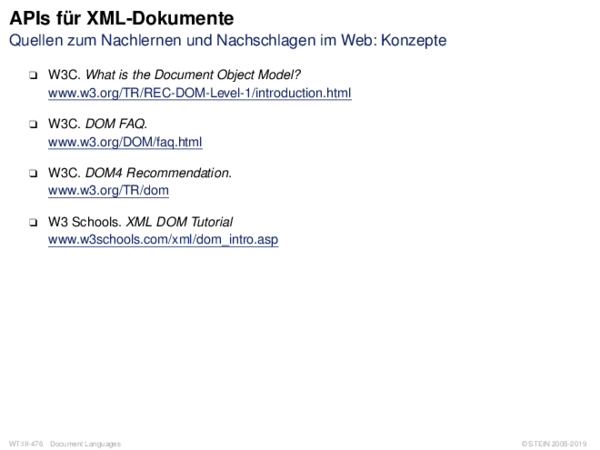 APIs für XML-Dokumente
Quellen zum Nachlernen und Nachschlagen im Web: Konzepte
❑ W3C. What is the Document Object Model?
www.w3.org/TR/REC-DOM-Level-1/introduction.html
❑ W3C. DOM FAQ.
www.w3.org/DOM/faq.html
❑ W3C. DOM4 Recommendation.
www.w3.org/TR/dom
❑ W3 Schools. XML DOM Tutorial
www.w3schools.com/xml/dom_intro.asp
WT:III-476 Document Languages
© STEIN 2005-2019